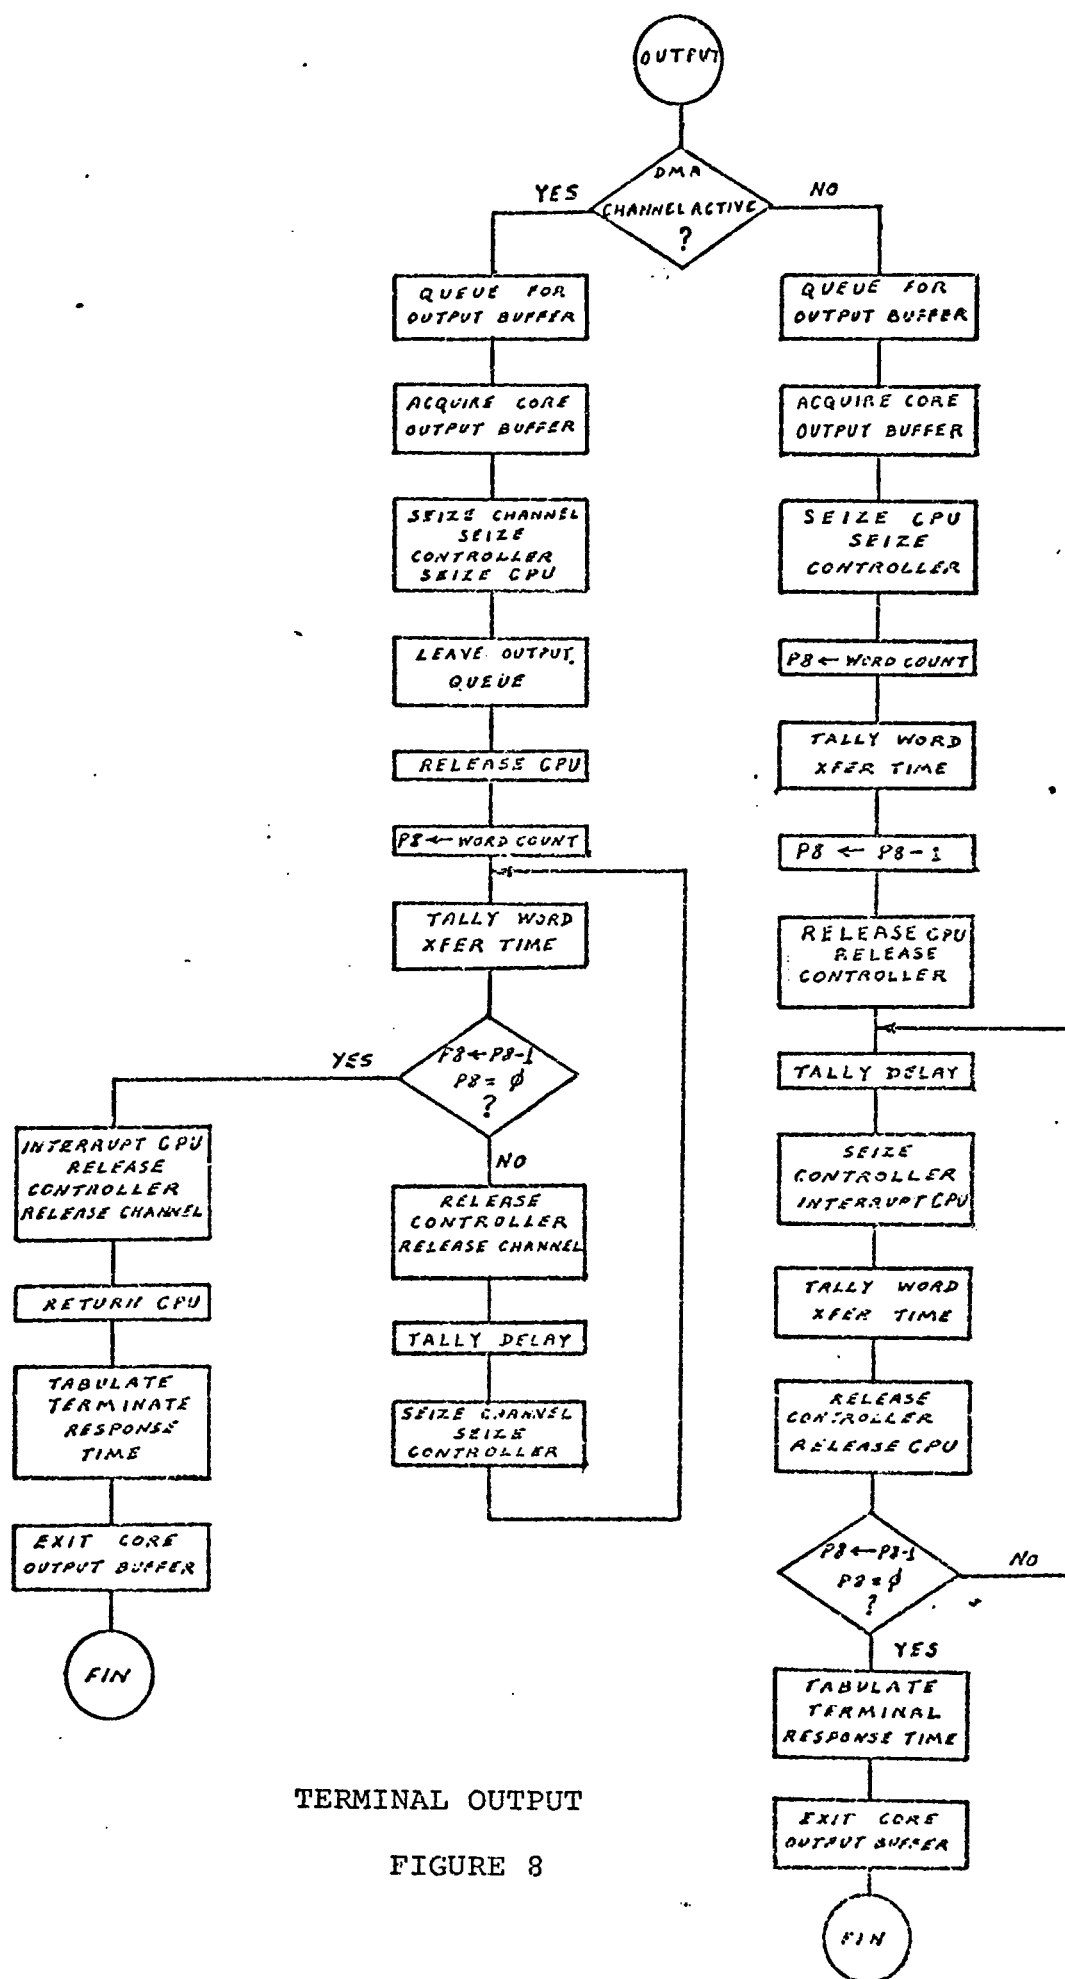 OUTPUT
DMA
CHANNEL ACTIVE
?
YES
NO
QUEUE FOR
OUTPUT BUFFER
ACQUIRE CORE
OUTPUT BUFFER
SEIZE CHANNEL
SEIZE
CONTROLLER
SEIZE CPU
LEAVE OUTPUT
QUEUE
RELEASE CPU
P8 ← WORD COUNT
TALLY WORD
XFER TIME
P8 ← P8-1
P8 = ϕ
?
YES
NO
INTERRUPT CPU
RELEASE
CONTROLLER
RELEASE CHANNEL
RETURN CPU
TABULATE
TERMINATE
RESPONSE
TIME
EXIT CORE
OUTPUT BUFFER
FIN
RELEASE
CONTROLLER
RELEASE CHANNEL
TALLY DELAY
SEIZE CHANNEL
SEIZE
CONTROLLER
QUEUE FOR
OUTPUT BUFFER
ACQUIRE CORE
OUTPUT BUFFER
SEIZE CPU
SEIZE
CONTROLLER
P8 ← WORD COUNT
TALLY WORD
XFER TIME
P8 ← P8-1
RELEASE CPU
RELEASE
CONTROLLER
TALLY DELAY
SEIZE
CONTROLLER
INTERRUPT CPU
TALLY WORD
XFER TIME
RELEASE
CONTROLLER
RELEASE CPU
P8 ← P8-1
P8 = ϕ
?
NO
YES
TABULATE
TERMINAL
RESPONSE TIME
EXIT CORE
OUTPUT BUFFER
FIN
TERMINAL OUTPUT
FIGURE 8